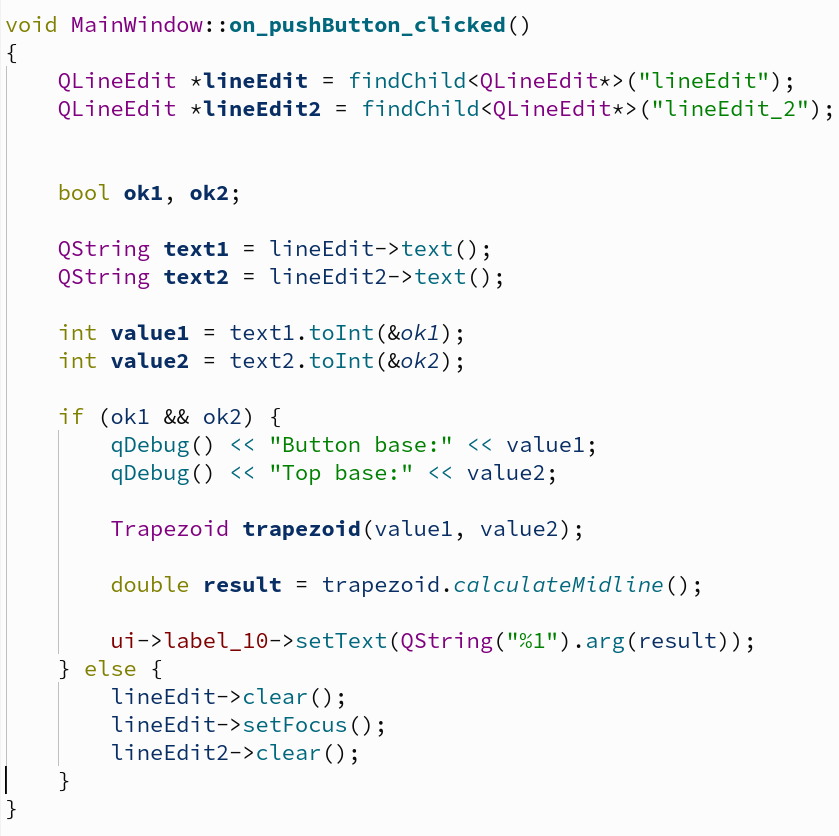 void MainWindow::on_pushButton_clicked()
{
    QLineEdit *lineEdit = findChild<QLineEdit*>("lineEdit");
    QLineEdit *lineEdit2 = findChild<QLineEdit*>("lineEdit_2");


    bool ok1, ok2;

    QString text1 = lineEdit->text();
    QString text2 = lineEdit2->text();

    int value1 = text1.toInt(&ok1);
    int value2 = text2.toInt(&ok2);

    if (ok1 && ok2) {
        qDebug() << "Button base:" << value1;
        qDebug() << "Top base:" << value2;

        Trapezoid trapezoid(value1, value2);

        double result = trapezoid.calculateMidline();

        ui->label_10->setText(QString("%1").arg(result));
    } else {
        lineEdit->clear();
        lineEdit->setFocus();
        lineEdit2->clear();
    }
}